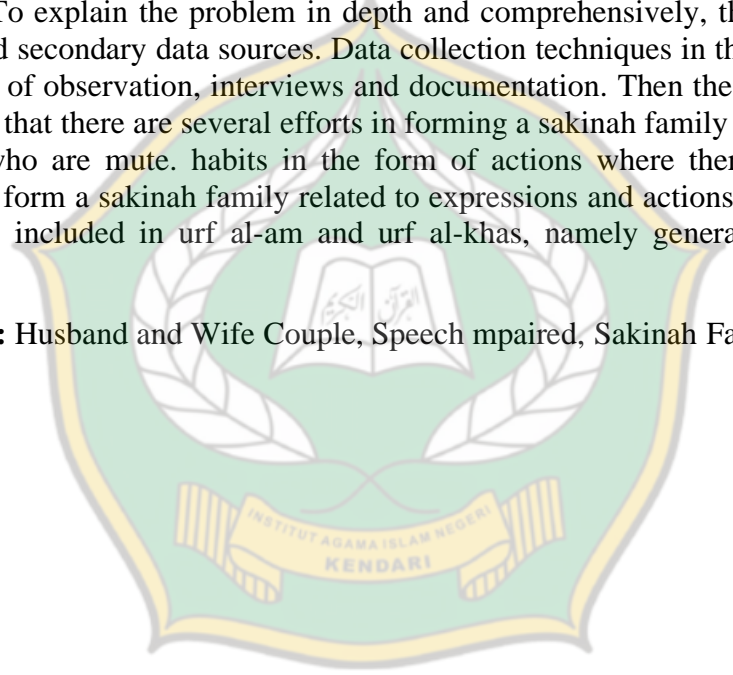 To explain the problem in depth and comprehensively, th
d secondary data sources. Data collection techniques in th
of observation, interviews and documentation. Then the
that there are several efforts in forming a sakinah family
who are mute. habits in the form of actions where ther
form a sakinah family related to expressions and actions
included in urf al-am and urf al-khas, namely genera
القرآن الكريم
: Husband and Wife Couple, Speech mpaired, Sakinah Fa
INSTITUT AGAMA ISLAM NEGERI
KENDARI